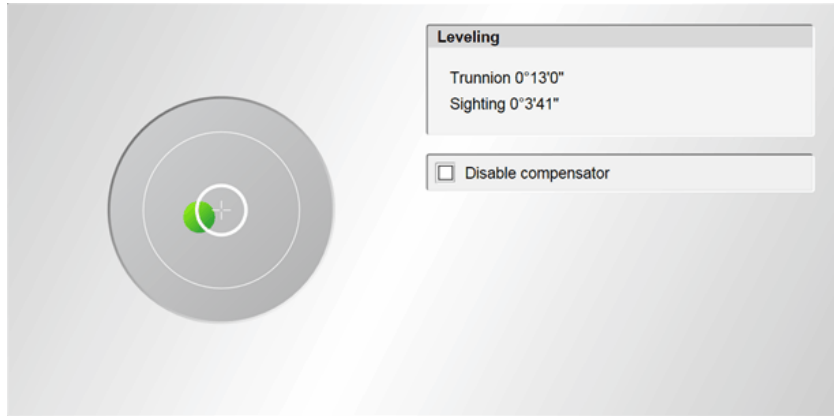 Leveling
Trunnion 0°13'0"
Sighting 0°3'41"
Disable compensator